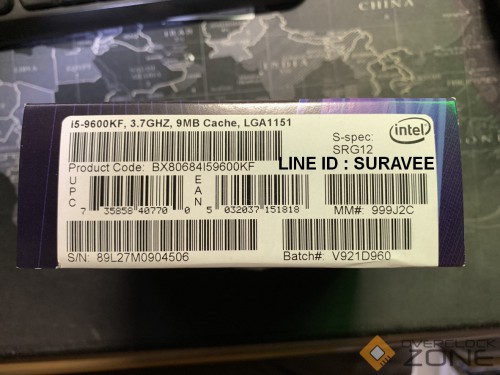 i5-9600KF, 3.7GHZ, 9MB Cache, LGA1151
S-spec:
SRG12
intel
Product Code: BX80684I59600KF
LINE ID : SURAVEE
UPC
7 35858 40770 0
EAN
5 032037 151818
MM#: 999J2C
S/N: 89L27M0904506
Batch#: V921D960
INDIA
OVERCLOCK
ZONE